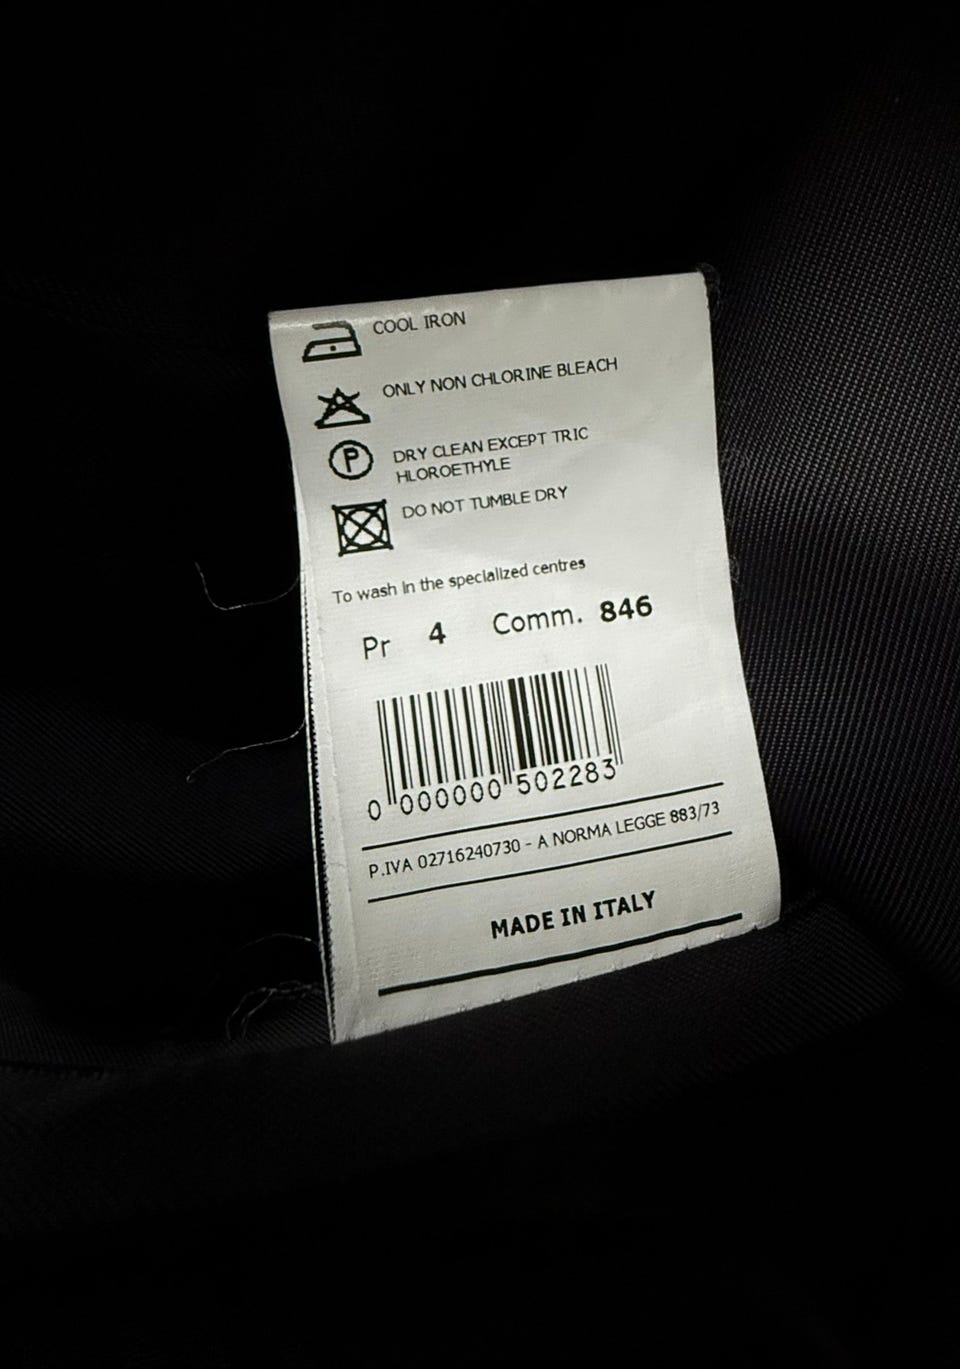 COOL IRON
ONLY NON CHLORINE BLEACH
P
DRY CLEAN EXCEPT TRIC
HLOROETHYLE
DO NOT TUMBLE DRY
To wash in the specialized centres
Pr 4 Comm. 846
0 000000 502283
P.IVA 02716240730 - A NORMA LEGGE 883/73
MADE IN ITALY